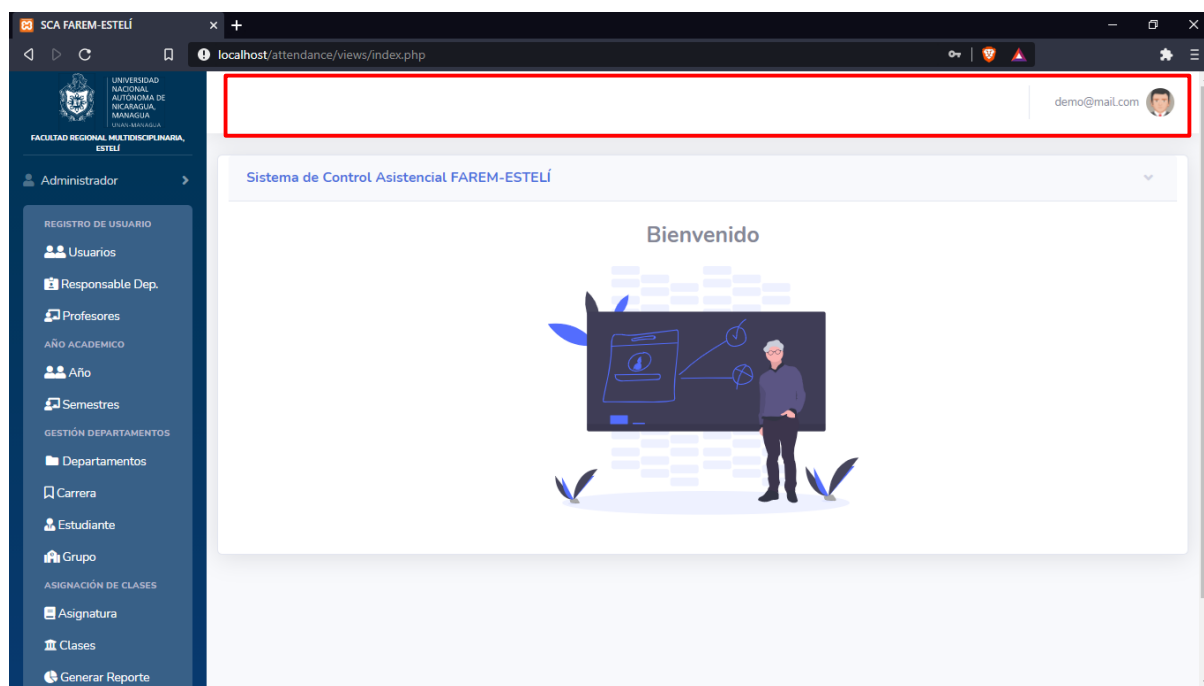 SCA FAREM-ESTELÍ
localhost/attendance/views/index.php
UNIVERSIDAD
NACIONAL
AUTÓNOMA DE
NICARAGUA,
MANAGUA
UNAN-MANAGUA
FACULTAD REGIONAL MULTIDISCIPLINARIA,
ESTELÍ
demo@mail.com
Administrador
REGISTRO DE USUARIO
Usuarios
Responsable Dep.
Profesores
AÑO ACADEMICO
Año
Semestres
GESTIÓN DEPARTAMENTOS
Departamentos
Carrera
Estudiante
Grupo
ASIGNACIÓN DE CLASES
Asignatura
Clases
Generar Reporte
Sistema de Control Asistencial FAREM-ESTELÍ
Bienvenido